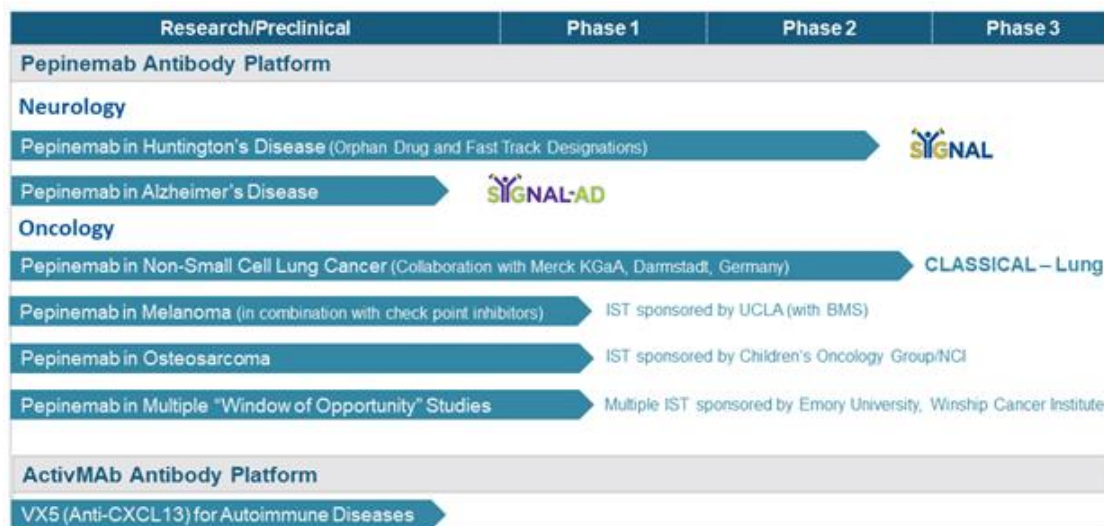 Research/Preclinical Phase 1 Phase 2 Phase 3
Pepinemab Antibody Platform
Neurology
Pepinemab in Huntington's Disease (Orphan Drug and Fast Track Designations) SIGNAL
Pepinemab in Alzheimer's Disease SIGNAL-AD
Oncology
Pepinemab in Non-Small Cell Lung Cancer (Collaboration with Merck KGaA, Darmstadt, Germany) CLASSICAL – Lung
Pepinemab in Melanoma (in combination with check point inhibitors) IST sponsored by UCLA (with BMS)
Pepinemab in Osteosarcoma IST sponsored by Children's Oncology Group/NCI
Pepinemab in Multiple "Window of Opportunity" Studies Multiple IST sponsored by Emory University, Winship Cancer Institute
ActivMAb Antibody Platform
VX5 (Anti-CXCL13) for Autoimmune Diseases